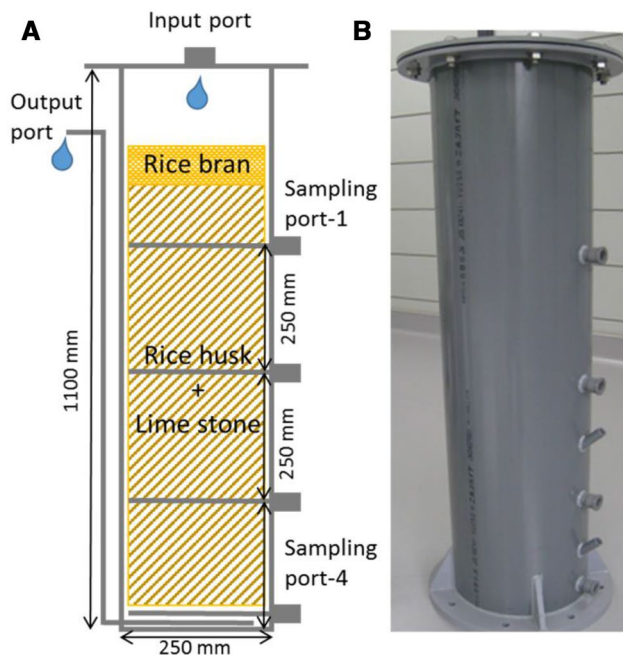 A
Input port
Output
port
Rice bran
Sampling
port-1
250 mm
1100 mm
Rice husk
+
Lime stone
250 mm
Sampling
port-4
250 mm
B